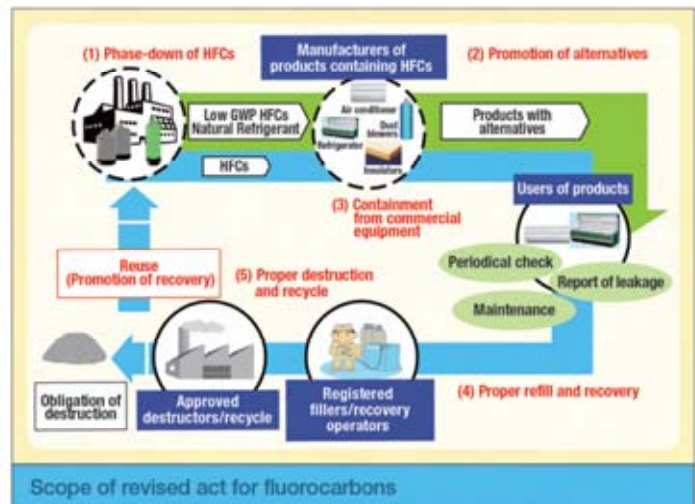 (1) Phase-down of HFCs
Manufacturers of
products containing HFCs
(2) Promotion of alternatives
Low GWP HFCs
Natural Refrigerant
Air conditioner
Dust
blowers
Refrigerator
Insulators
Products with
alternatives
HFCs
Users of products
(3) Containment
from commercial
equipment
Periodical check
Report of leakage
Maintenance
Reuse
(Promotion of recovery)
(5) Proper destruction
and recycle
Obligation of
destruction
Approved
destructors/recycle
Registered
fillers/recovery
operators
(4) Proper refill and recovery
Scope of revised act for fluorocarbons